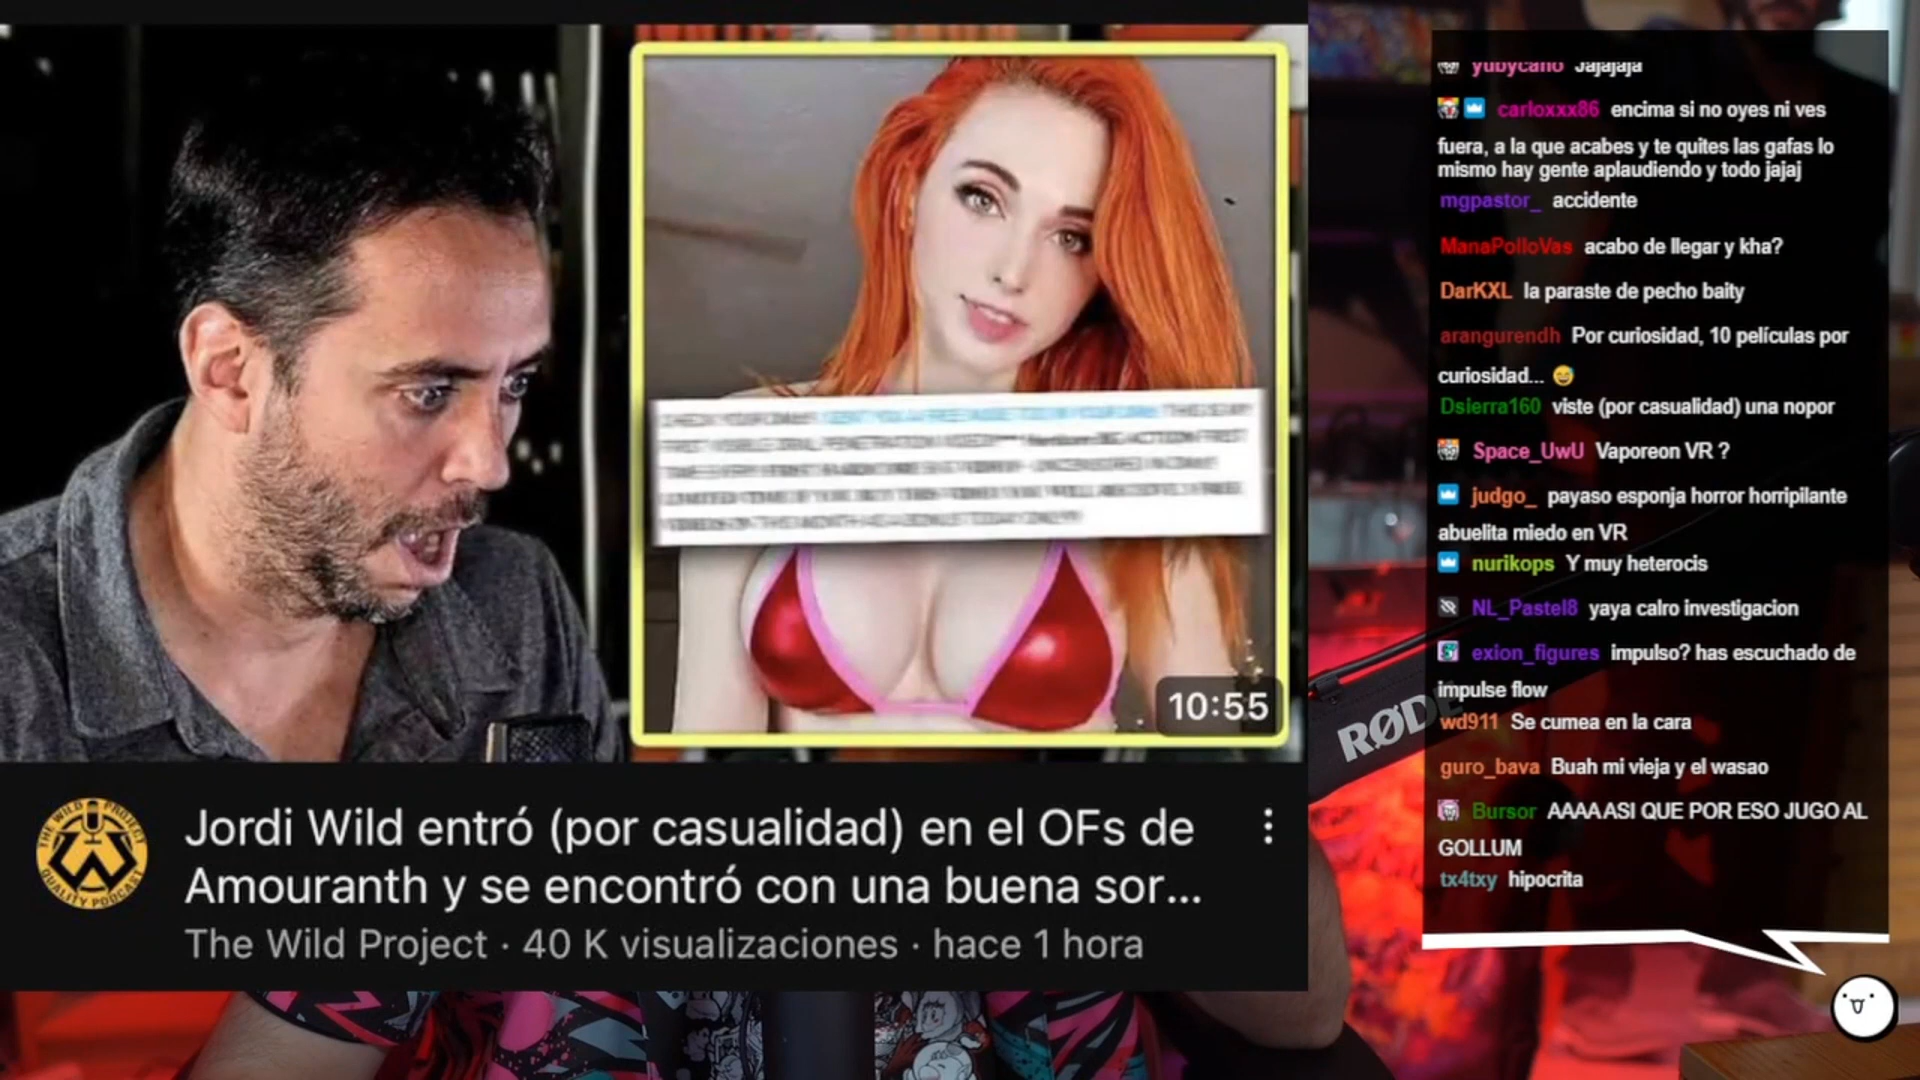 10:55
THE WILD PROJECT
QUALITY PODCAST
Jordi Wild entró (por casualidad) en el OFs de
Amouranth y se encontró con una buena sor...
The Wild Project · 40 K visualizaciones · hace 1 hora
RØDE
yubycano Jajajaja
carloxxx86 encima si no oyes ni ves
fuera, a la que acabes y te quites las gafas lo
mismo hay gente aplaudiendo y todo jajaj
mgpastor_ accidente
ManaPolloVas acabo de llegar y kha?
DarKXL la paraste de pecho baity
arangurendh Por curiosidad, 10 películas por
curiosidad...
Dsierra160 viste (por casualidad) una nopor
Space_UwU Vaporeon VR ?
judgo_ payaso esponja horror horripilante
abuelita miedo en VR
nurikops Y muy heterocis
NL_Pastel8 yaya calro investigacion
exion_figures impulso? has escuchado de
impulse flow
wd911 Se cumea en la cara
guro_bava Buah mi vieja y el wasao
Bursor AAAAASI QUE POR ESO JUGO AL
GOLLUM
tx4txy hipocrita